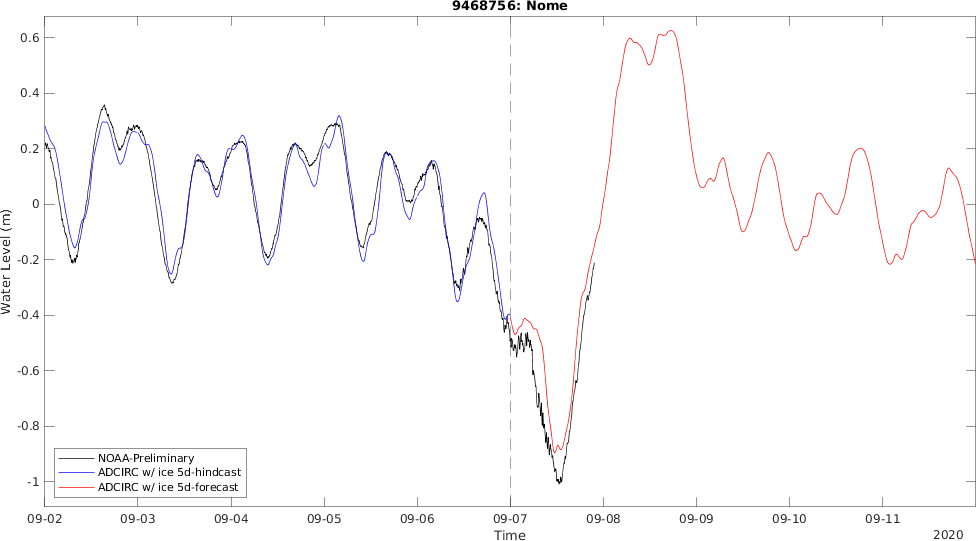 9468756: Nome
Water Level (m)
0.6
0.4
0.2
0
-0.2
-0.4
-0.6
-0.8
-1
NOAA-Preliminary
ADCIRC w/ ice 5d-hindcast
ADCIRC w/ ice 5d-forecast
09-02 09-03 09-04 09-05 09-06 09-07 09-08 09-09 09-10 09-11
Time
2020